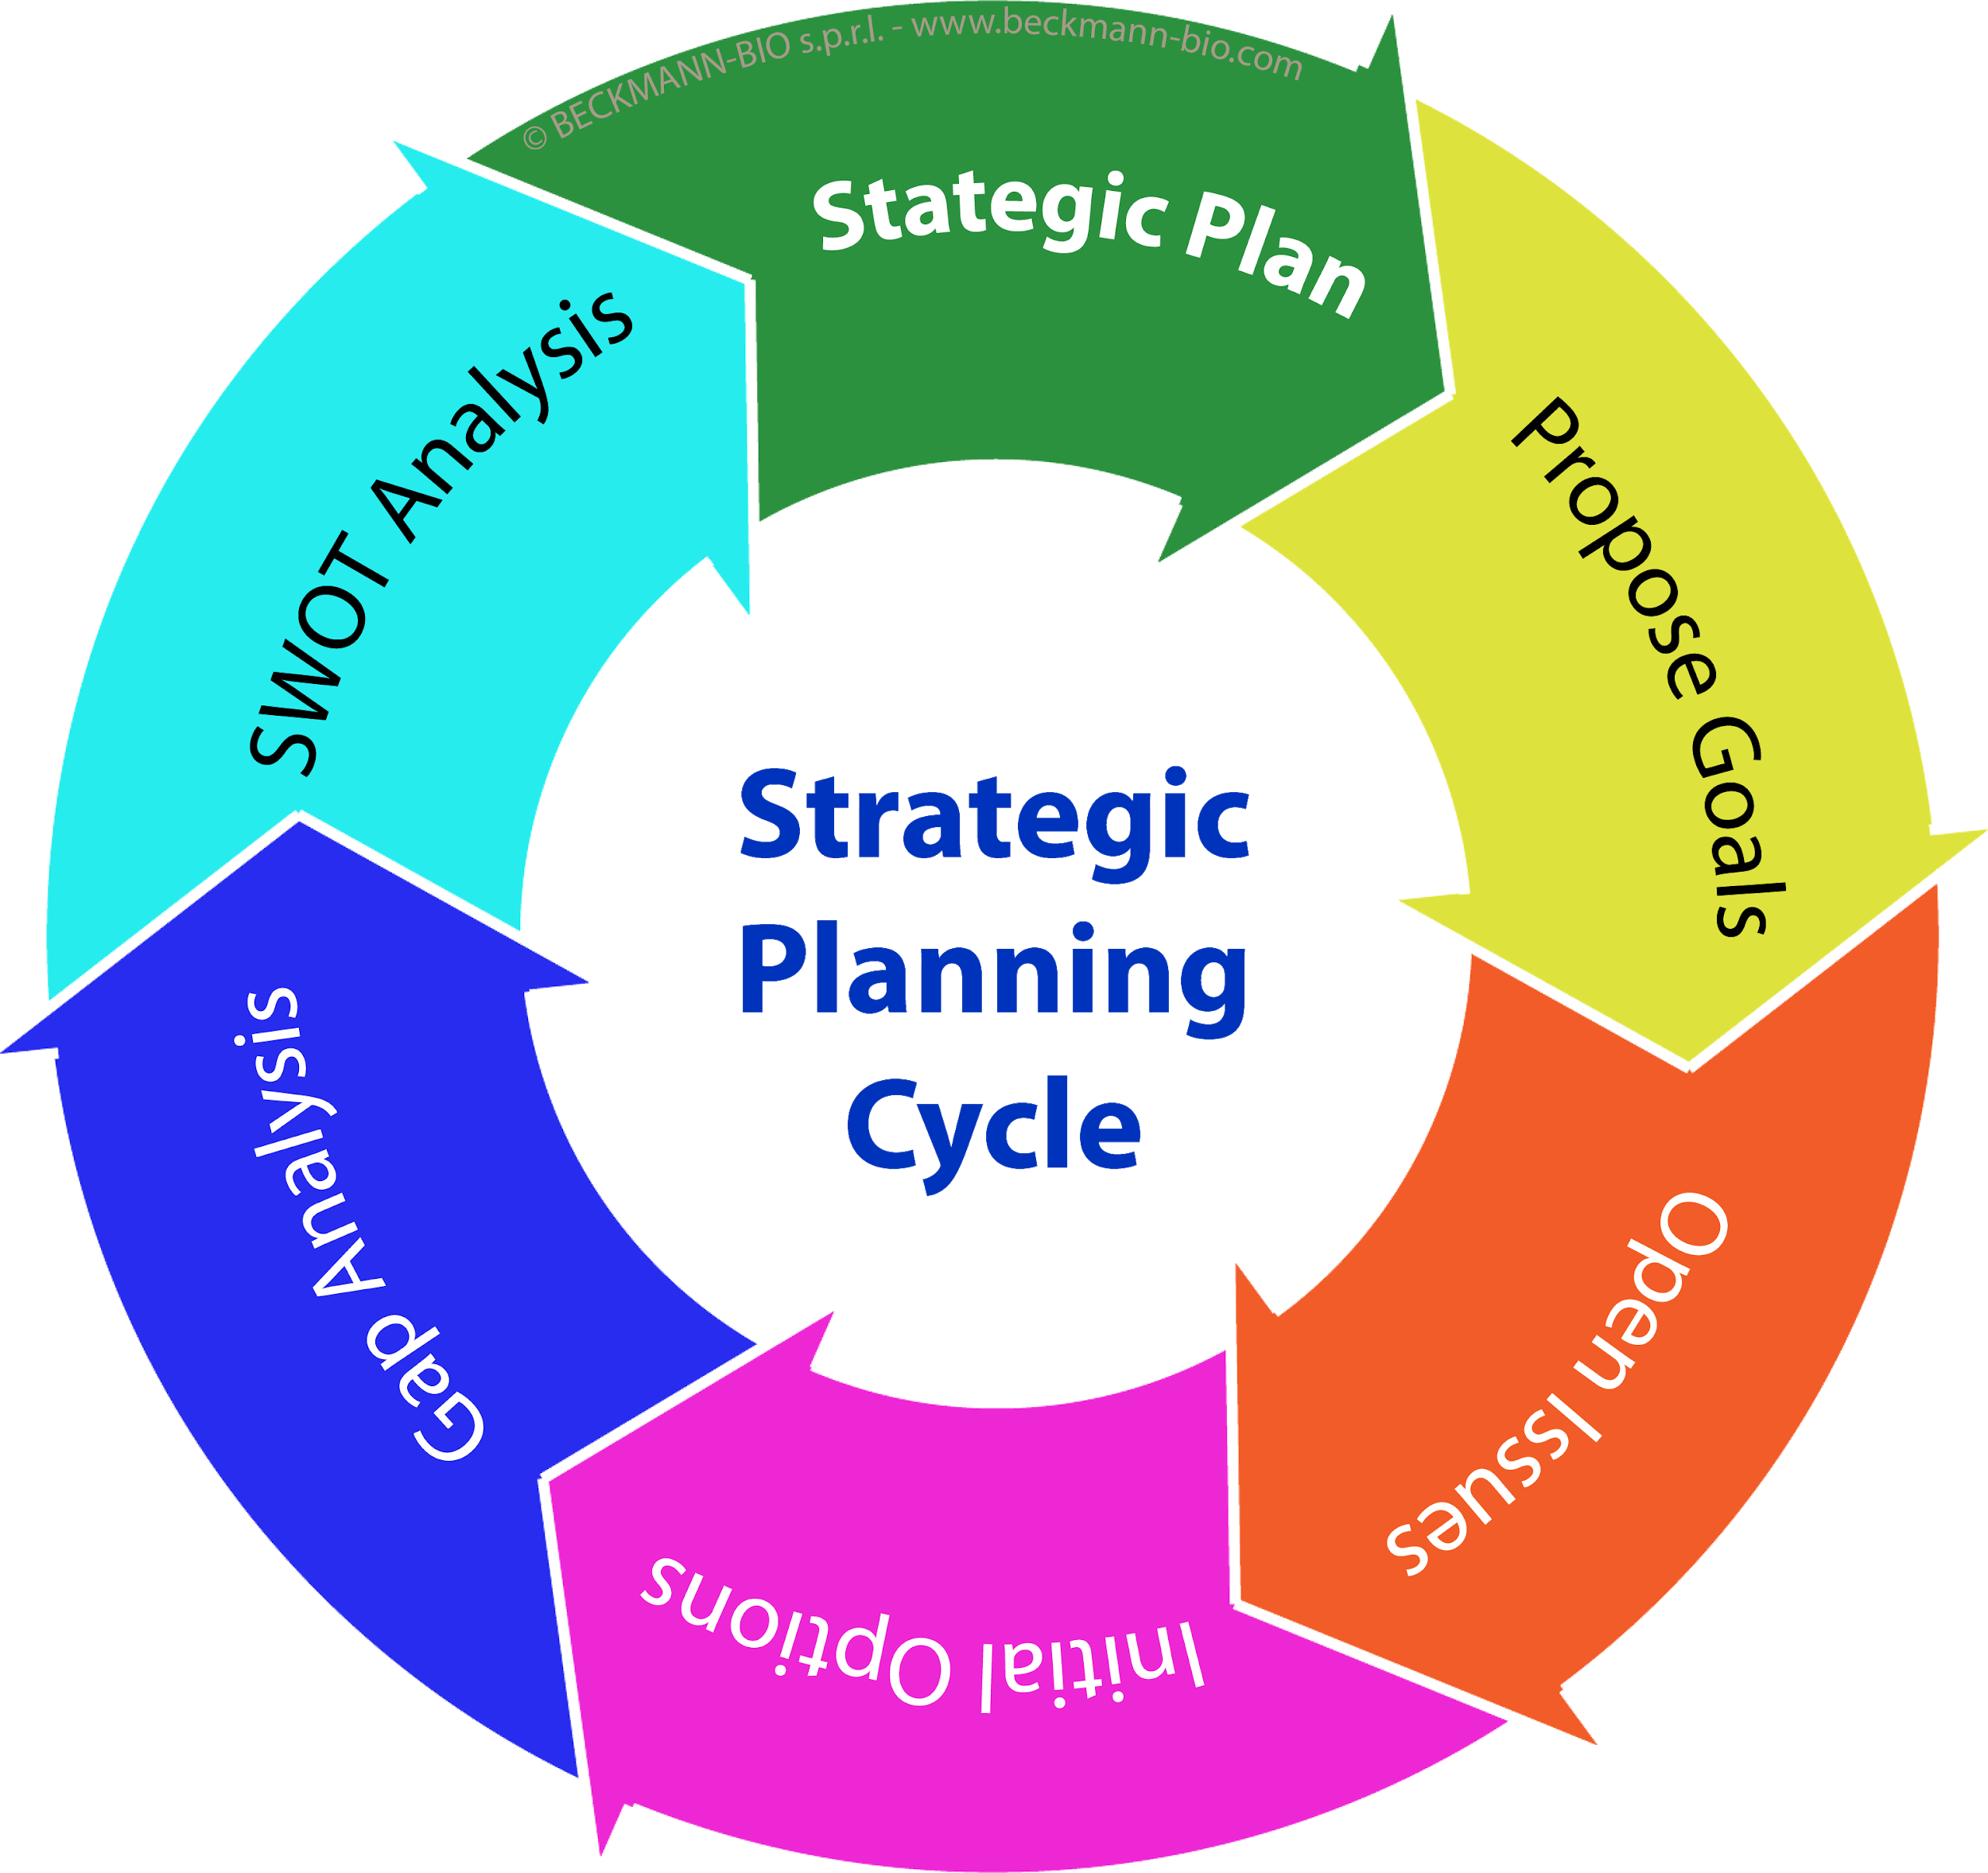 © BECKMANN-BIO s.p.r.l. - www.beckmann-bio.com
Stategic Plan
Propose Goals
Open Issues
Initial Options
Gap Analysis
SWOT Analysis
Strategic
Planning
Cycle